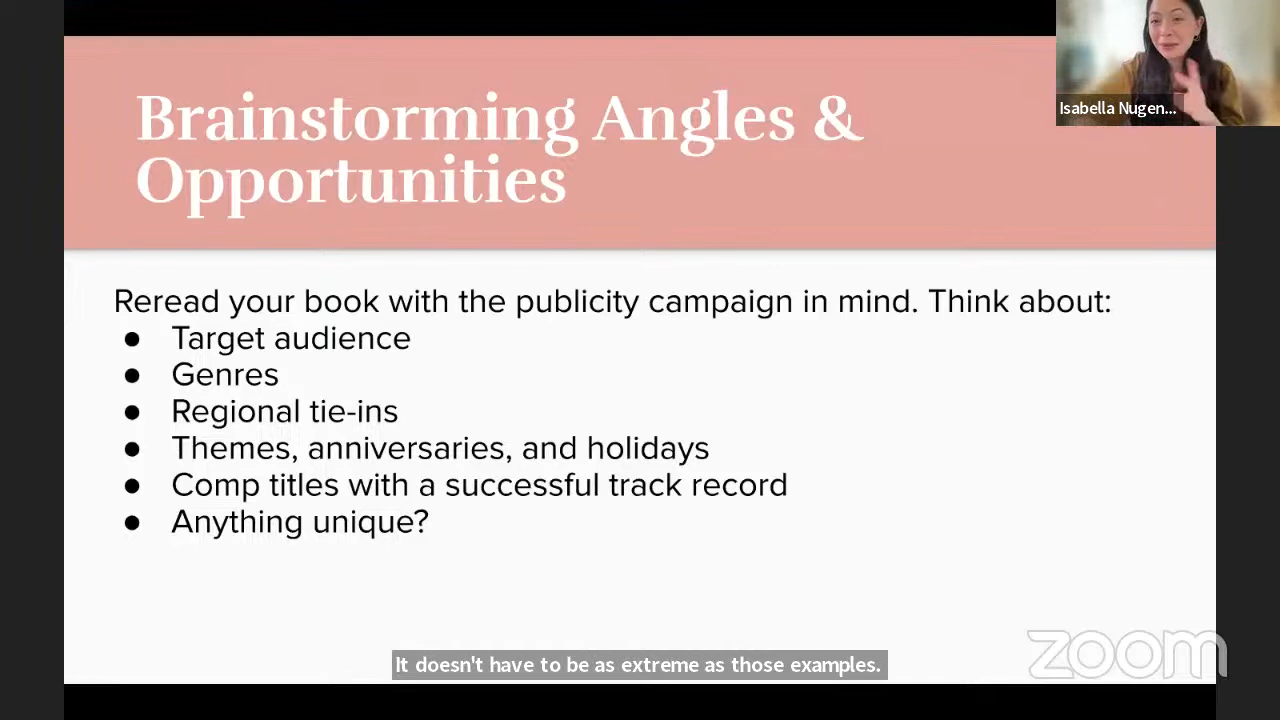 Brainstorming Angles &
Opportunities
Isabella Nugen...
Reread your book with the publicity campaign in mind. Think about:
● Target audience
● Genres
● Regional tie-ins
● Themes, anniversaries, and holidays
● Comp titles with a successful track record
● Anything unique?
It doesn't have to be as extreme as those examples.
zoom